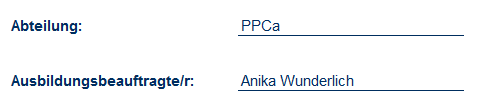 Abteilung: PPCa
Ausbildungsbeauftragte/r: Anika Wunderlich